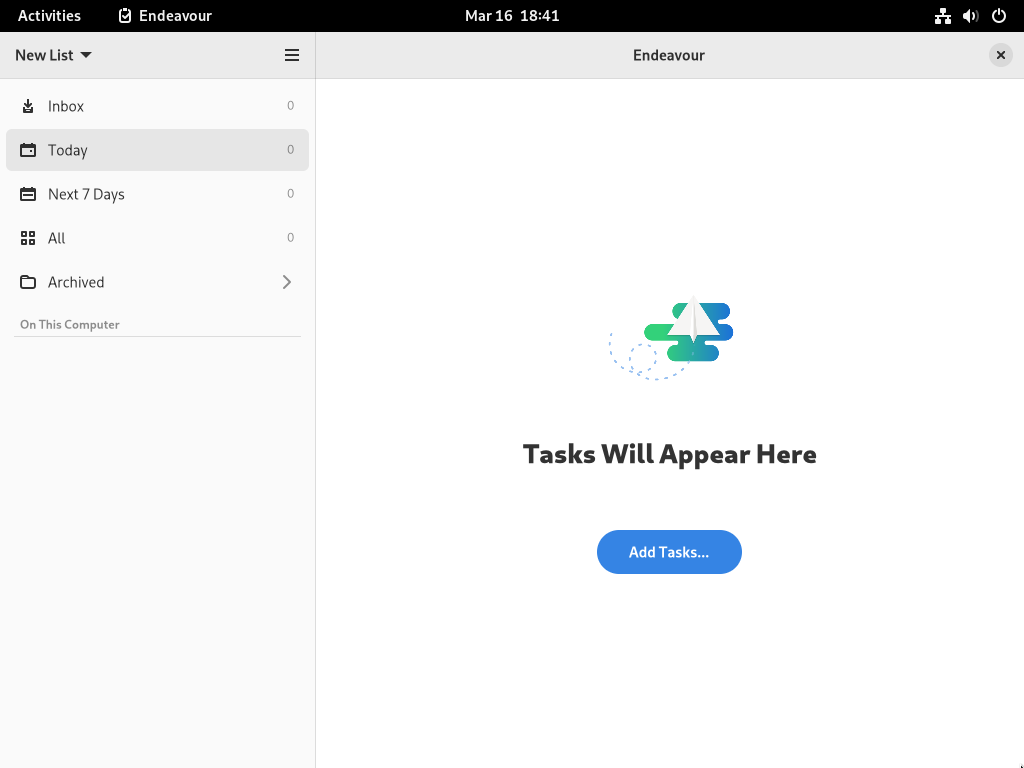 Activities
Endeavour
Mar 16 18:41
New List
Endeavour
Inbox 0
Today 0
Next 7 Days 0
All 0
Archived
On This Computer
Tasks Will Appear Here
Add Tasks...